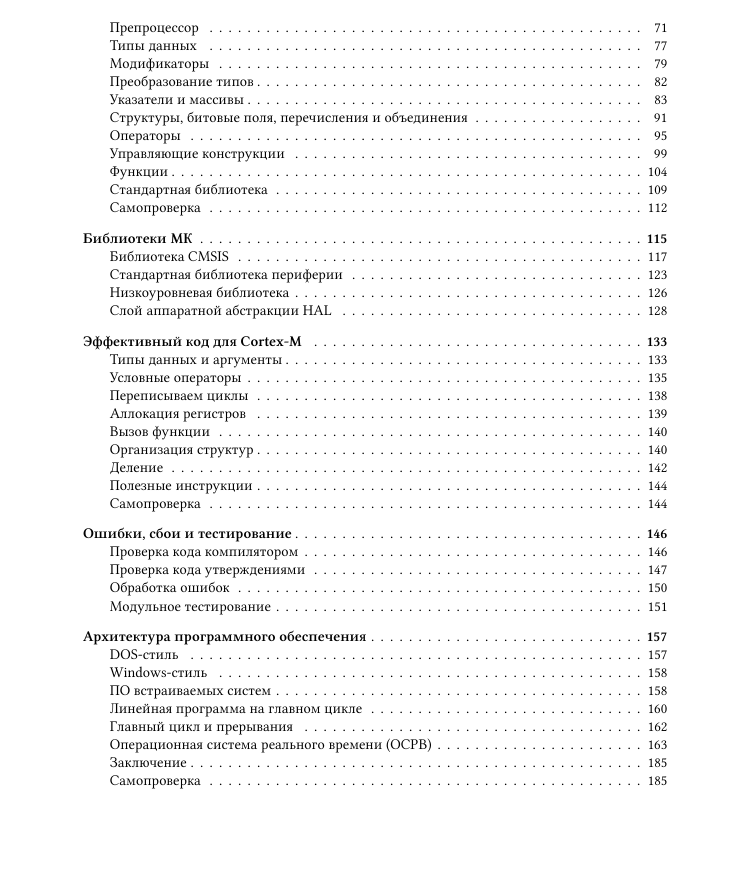 Препроцессор . . . . . . . . . . . . . . . . . . . . . . . . . . . . . . . . . . . . . 71
Типы данных . . . . . . . . . . . . . . . . . . . . . . . . . . . . . . . . . . . . . 77
Модификаторы . . . . . . . . . . . . . . . . . . . . . . . . . . . . . . . . . . . . 79
Преобразование типов . . . . . . . . . . . . . . . . . . . . . . . . . . . . . . . . . 82
Указатели и массивы . . . . . . . . . . . . . . . . . . . . . . . . . . . . . . . . . . 83
Структуры, битовые поля, перечисления и объединения . . . . . . . . . . . . . . . 91
Операторы . . . . . . . . . . . . . . . . . . . . . . . . . . . . . . . . . . . . . . . 95
Управляющие конструкции . . . . . . . . . . . . . . . . . . . . . . . . . . . . . . 99
Функции . . . . . . . . . . . . . . . . . . . . . . . . . . . . . . . . . . . . . . . . 104
Стандартная библиотека . . . . . . . . . . . . . . . . . . . . . . . . . . . . . . . 109
Самопроверка . . . . . . . . . . . . . . . . . . . . . . . . . . . . . . . . . . . . . 112
Библиотеки МК . . . . . . . . . . . . . . . . . . . . . . . . . . . . . . . . . . . . . . 115
Библиотека CMSIS . . . . . . . . . . . . . . . . . . . . . . . . . . . . . . . . . . . 117
Стандартная библиотека периферии . . . . . . . . . . . . . . . . . . . . . . . . . 123
Низкоуровневая библиотека . . . . . . . . . . . . . . . . . . . . . . . . . . . . . . 126
Слой аппаратной абстракции HAL . . . . . . . . . . . . . . . . . . . . . . . . . . 128
Эффективный код для Cortex-M . . . . . . . . . . . . . . . . . . . . . . . . . . . . 133
Типы данных и аргументы . . . . . . . . . . . . . . . . . . . . . . . . . . . . . . . 133
Условные операторы . . . . . . . . . . . . . . . . . . . . . . . . . . . . . . . . . . 135
Переписываем циклы . . . . . . . . . . . . . . . . . . . . . . . . . . . . . . . . . . 138
Аллокация регистров . . . . . . . . . . . . . . . . . . . . . . . . . . . . . . . . . 139
Вызов функции . . . . . . . . . . . . . . . . . . . . . . . . . . . . . . . . . . . . 140
Организация структур . . . . . . . . . . . . . . . . . . . . . . . . . . . . . . . . . 140
Деление . . . . . . . . . . . . . . . . . . . . . . . . . . . . . . . . . . . . . . . . 142
Полезные инструкции . . . . . . . . . . . . . . . . . . . . . . . . . . . . . . . . . 144
Самопроверка . . . . . . . . . . . . . . . . . . . . . . . . . . . . . . . . . . . . . 144
Ошибки, сбои и тестирование . . . . . . . . . . . . . . . . . . . . . . . . . . . . . . 146
Проверка кода компилятором . . . . . . . . . . . . . . . . . . . . . . . . . . . . . 146
Проверка кода утверждениями . . . . . . . . . . . . . . . . . . . . . . . . . . . . 147
Обработка ошибок . . . . . . . . . . . . . . . . . . . . . . . . . . . . . . . . . . . 150
Модульное тестирование . . . . . . . . . . . . . . . . . . . . . . . . . . . . . . . 151
Архитектура программного обеспечения . . . . . . . . . . . . . . . . . . . . . . . 157
DOS-стиль . . . . . . . . . . . . . . . . . . . . . . . . . . . . . . . . . . . . . . . 157
Windows-стиль . . . . . . . . . . . . . . . . . . . . . . . . . . . . . . . . . . . . 158
ПО встраиваемых систем . . . . . . . . . . . . . . . . . . . . . . . . . . . . . . . 158
Линейная программа на главном цикле . . . . . . . . . . . . . . . . . . . . . . . 160
Главный цикл и прерывания . . . . . . . . . . . . . . . . . . . . . . . . . . . . . 162
Операционная система реального времени (ОСРВ) . . . . . . . . . . . . . . . . . . 163
Заключение . . . . . . . . . . . . . . . . . . . . . . . . . . . . . . . . . . . . . . . 185
Самопроверка . . . . . . . . . . . . . . . . . . . . . . . . . . . . . . . . . . . . . 185